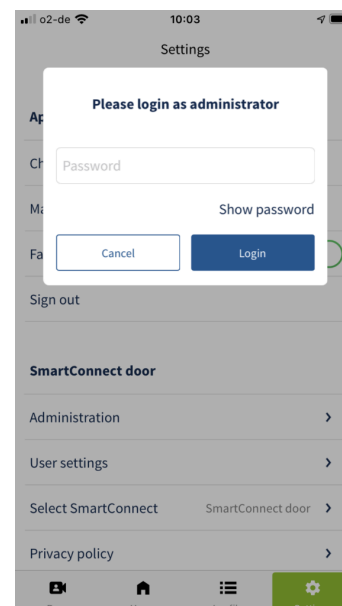 o2-de 10:03
Settings
Please login as administrator
Password
Show password
Cancel Login
Sign out
SmartConnect door
Administration
User settings
Select SmartConnect SmartConnect door
Privacy policy